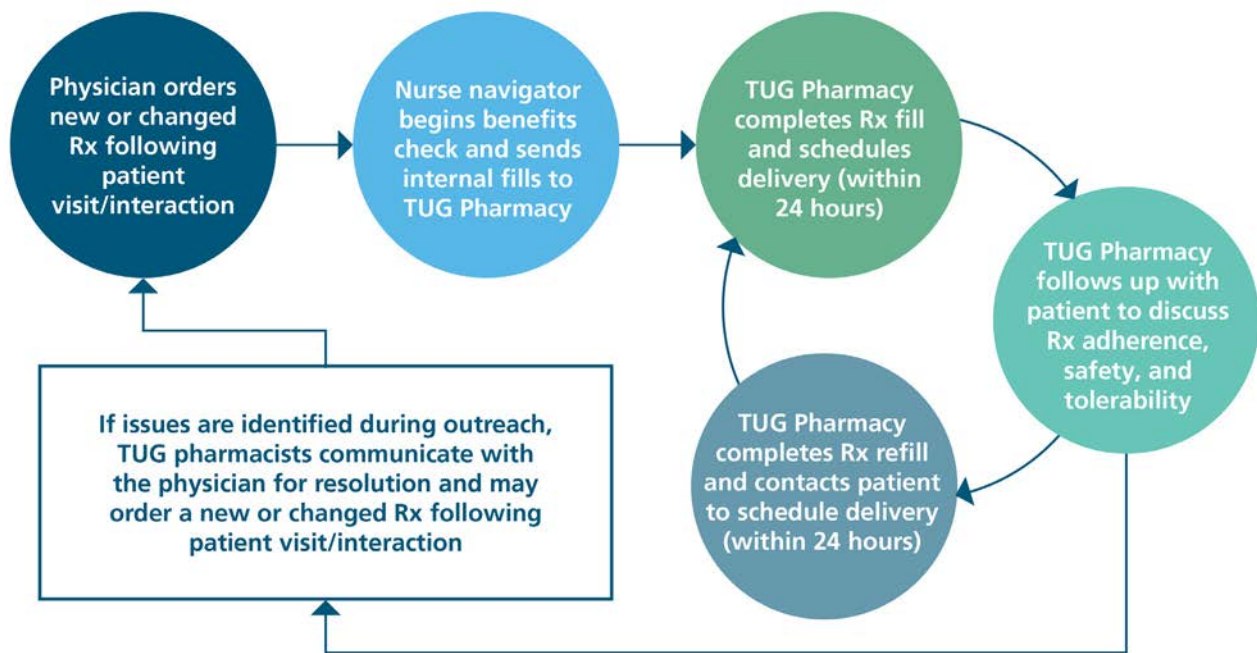 Physician orders
new or changed
Rx following
patient
visit/interaction
Nurse navigator
begins benefits
check and sends
internal fills to
TUG Pharmacy
TUG Pharmacy
completes Rx fill
and schedules
delivery (within
24 hours)
TUG Pharmacy
follows up with
patient to discuss
Rx adherence,
safety, and
tolerability
TUG Pharmacy
completes Rx refill
and contacts patient
to schedule delivery
(within 24 hours)
If issues are identified during outreach,
TUG pharmacists communicate with
the physician for resolution and may
order a new or changed Rx following
patient visit/interaction